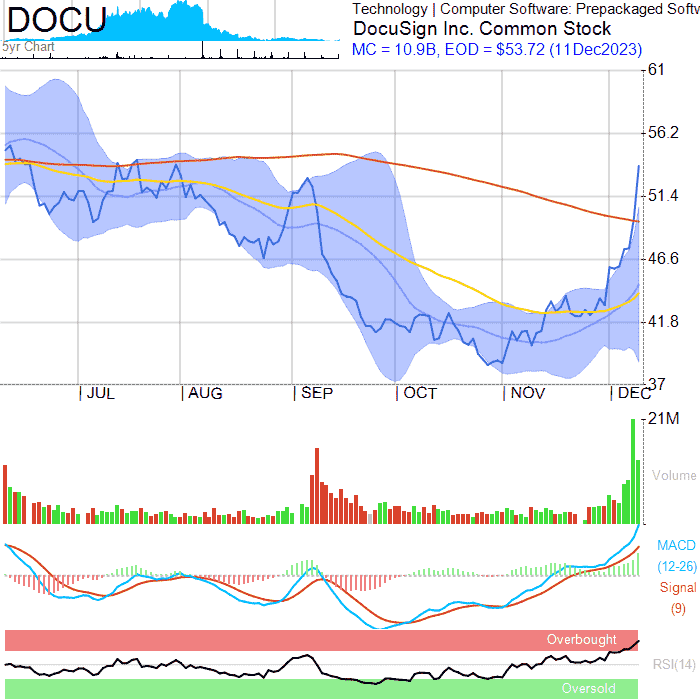 DOCU
5yr Chart
Technology | Computer Software: Prepackaged Softw
DocuSign Inc. Common Stock
MC = 10.9B, EOD = $53.72 (11Dec2023)
61
56.2
51.4
46.6
41.8
37
JUL AUG SEP OCT NOV DEC
21M
Volume
MACD
(12-26)
Signal
(9)
Overbought
RSI(14)
Oversold